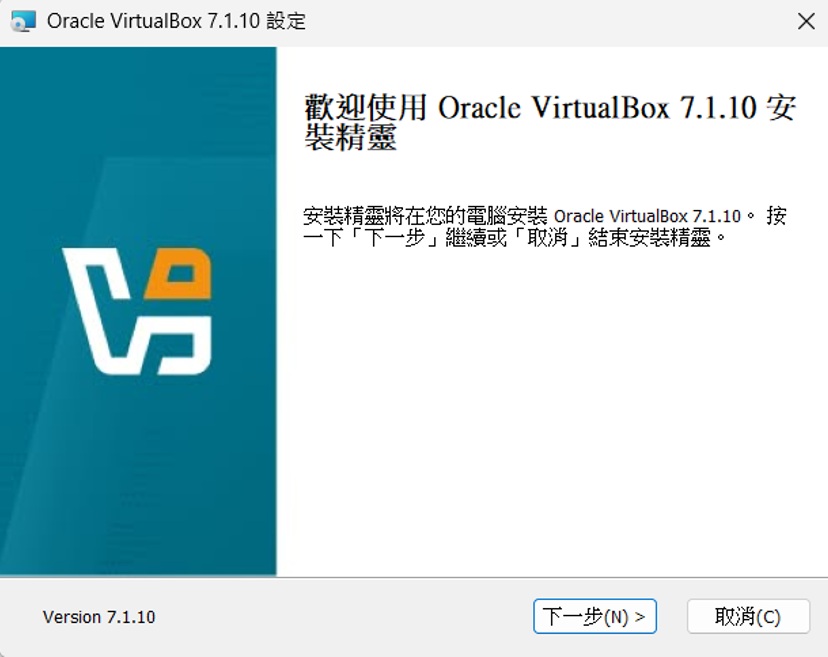 Oracle VirtualBox 7.1.10 設定
歡迎使用 Oracle VirtualBox 7.1.10 安
裝精靈
安裝精靈將在您的電腦安裝 Oracle VirtualBox 7.1.10。 按
一下「下一步」繼續或「取消」結束安裝精靈。
Version 7.1.10
下一步(N) >
取消(C)